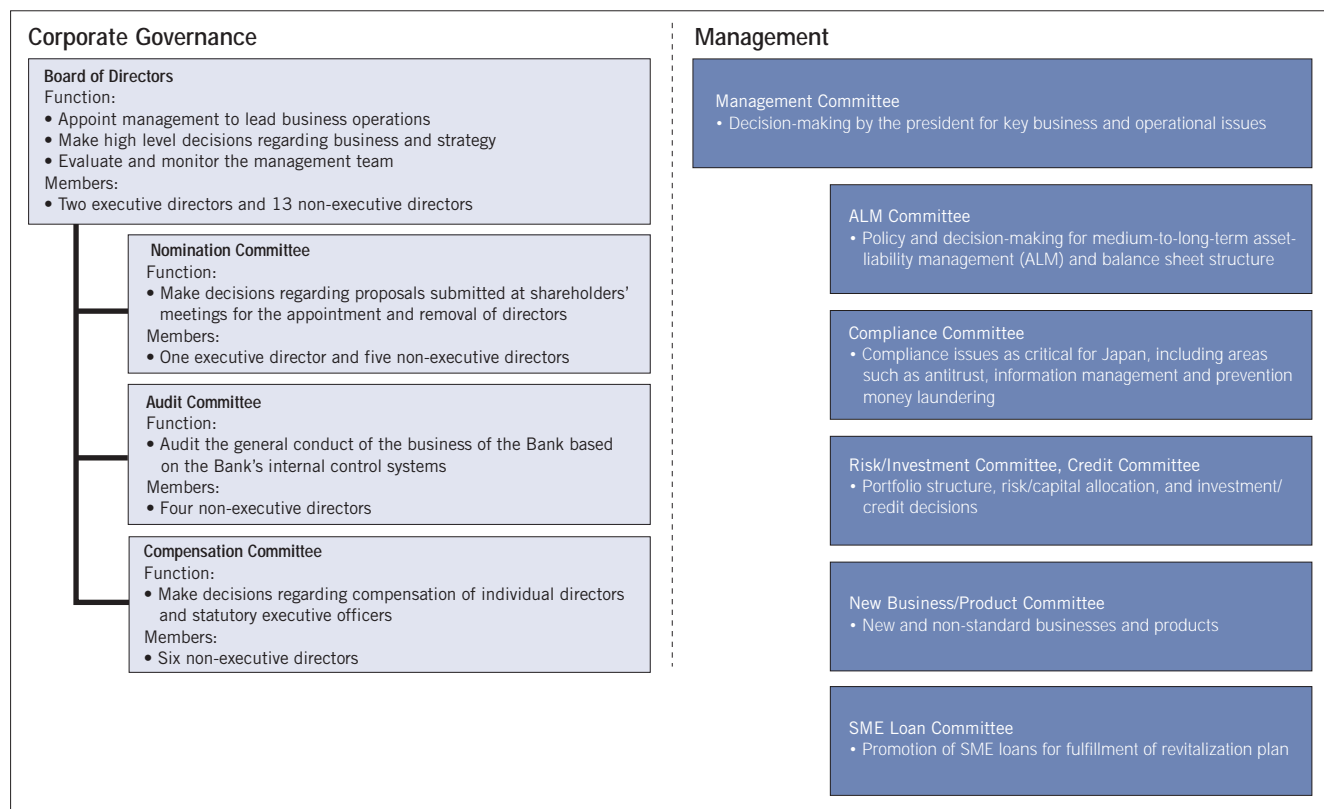 Corporate Governance
Board of Directors
Function:
• Appoint management to lead business operations
• Make high level decisions regarding business and strategy
• Evaluate and monitor the management team
Members:
• Two executive directors and 13 non-executive directors
Nomination Committee
Function:
• Make decisions regarding proposals submitted at shareholders’
meetings for the appointment and removal of directors
Members:
• One executive director and five non-executive directors
Audit Committee
Function:
• Audit the general conduct of the business of the Bank based
on the Bank’s internal control systems
Members:
• Four non-executive directors
Compensation Committee
Function:
• Make decisions regarding compensation of individual directors
and statutory executive officers
Members:
• Six non-executive directors
Management
Management Committee
• Decision-making by the president for key business and operational issues
ALM Committee
• Policy and decision-making for medium-to-long-term asset-
liability management (ALM) and balance sheet structure
Compliance Committee
• Compliance issues as critical for Japan, including areas
such as antitrust, information management and prevention
money laundering
Risk/Investment Committee, Credit Committee
• Portfolio structure, risk/capital allocation, and investment/
credit decisions
New Business/Product Committee
• New and non-standard businesses and products
SME Loan Committee
• Promotion of SME loans for fulfillment of revitalization plan